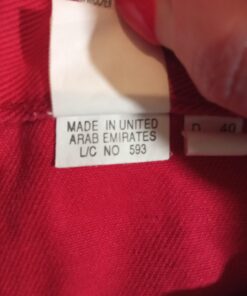 MADE IN UNITED
ARAB EMIRATES
L/C NO 593
D 40